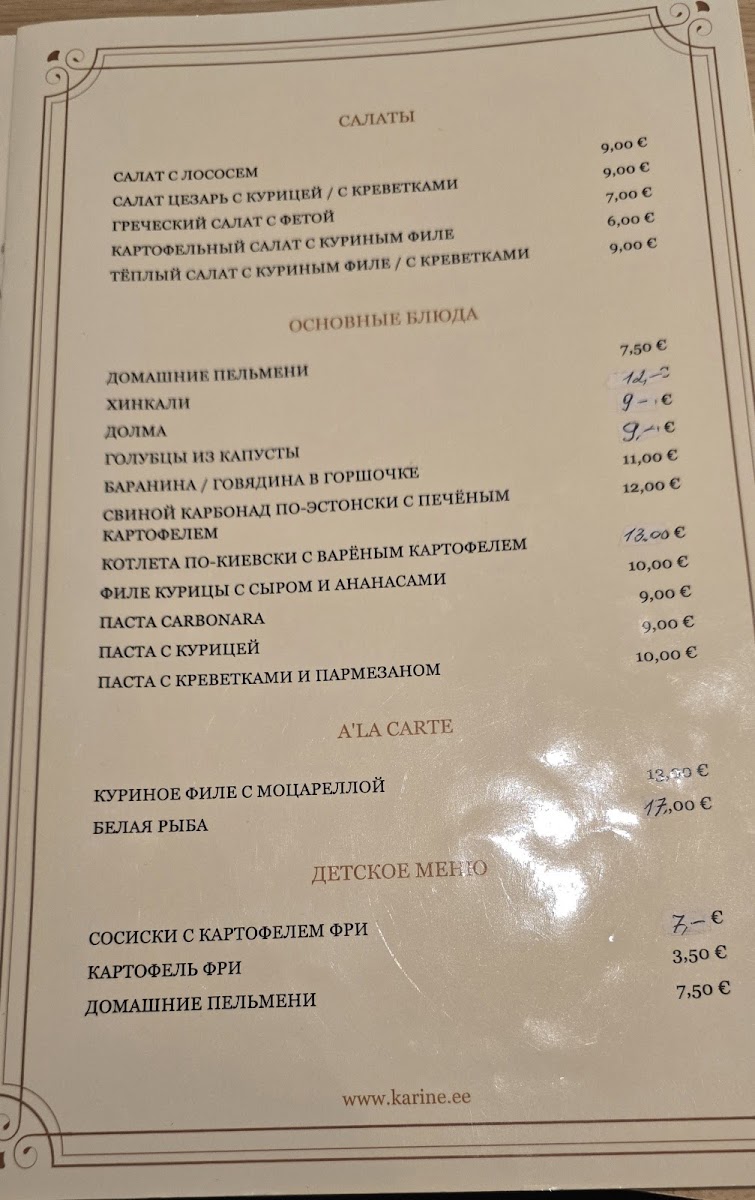 САЛАТЫ
САЛАТ С ЛОСОСЕМ 9,00 €
САЛАТ ЦЕЗАРЬ С КУРИЦЕЙ / С КРЕВЕТКАМИ 9,00 €
ГРЕЧЕСКИЙ САЛАТ С ФЕТОЙ 7,00 €
КАРТОФЕЛЬНЫЙ САЛАТ С КУРИНЫМ ФИЛЕ 6,00 €
ТЁПЛЫЙ САЛАТ С КУРИНЫМ ФИЛЕ / С КРЕВЕТКАМИ 9,00 €
ОСНОВНЫЕ БЛЮДА
ДОМАШНИЕ ПЕЛЬМЕНИ 7,50 €
ХИНКАЛИ 12,- €
ДОЛМА 9-, €
ГОЛУБЦЫ ИЗ КАПУСТЫ 9,-, €
БАРАНИНА / ГОВЯДИНА В ГОРШОЧКЕ 11,00 €
СВИНОЙ КАРБОНАД ПО-ЭСТОНСКИ С ПЕЧЁНЫМ 12,00 €
КАРТОФЕЛЕМ
КОТЛЕТА ПО-КИЕВСКИ С ВАРЁНЫМ КАРТОФЕЛЕМ 13.00 €
ФИЛЕ КУРИЦЫ С СЫРОМ И АНАНАСАМИ 10,00 €
ПАСТА CARBONARA 9,00 €
ПАСТА С КУРИЦЕЙ 9,00 €
ПАСТА С КРЕВЕТКАМИ И ПАРМЕЗАНОМ 10,00 €
A'LA CARTE
КУРИНОЕ ФИЛЕ С МОЦАРЕЛЛОЙ €
БЕЛАЯ РЫБА 17,00 €
ДЕТСКОЕ МЕНЮ
СОСИСКИ С КАРТОФЕЛЕМ ФРИ 7,- €
КАРТОФЕЛЬ ФРИ 3,50 €
ДОМАШНИЕ ПЕЛЬМЕНИ 7,50 €
www.karine.ee